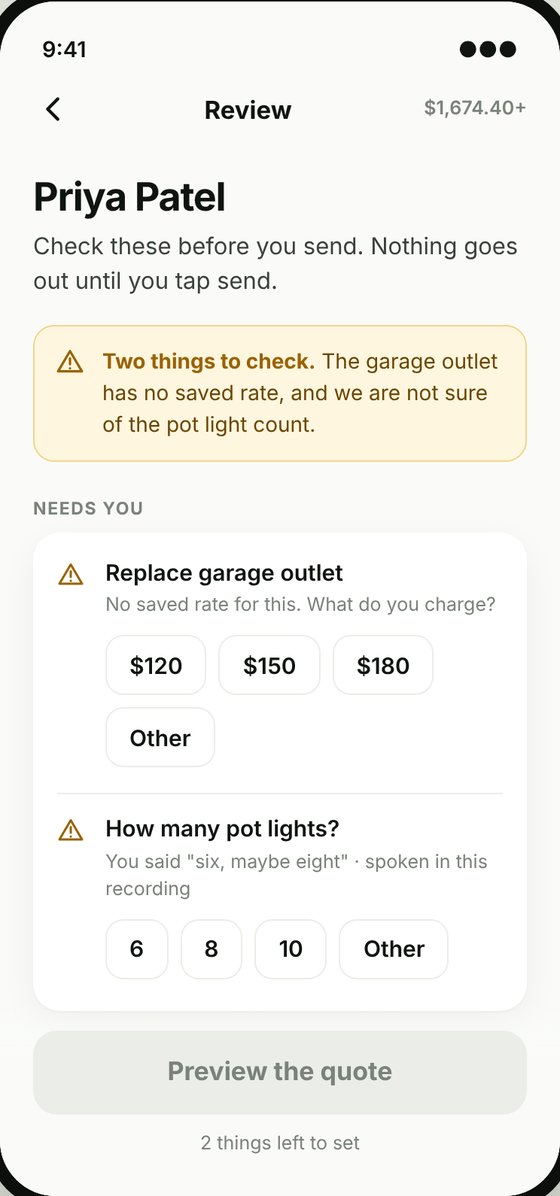 9:41
Review
$1,674.40+
Priya Patel
Check these before you send. Nothing goes
out until you tap send.
Two things to check. The garage outlet
has no saved rate, and we are not sure
of the pot light count.
NEEDS YOU
Replace garage outlet
No saved rate for this. What do you charge?
$120
$150
$180
Other
How many pot lights?
You said "six, maybe eight" · spoken in this
recording
6
8
10
Other
Preview the quote
2 things left to set